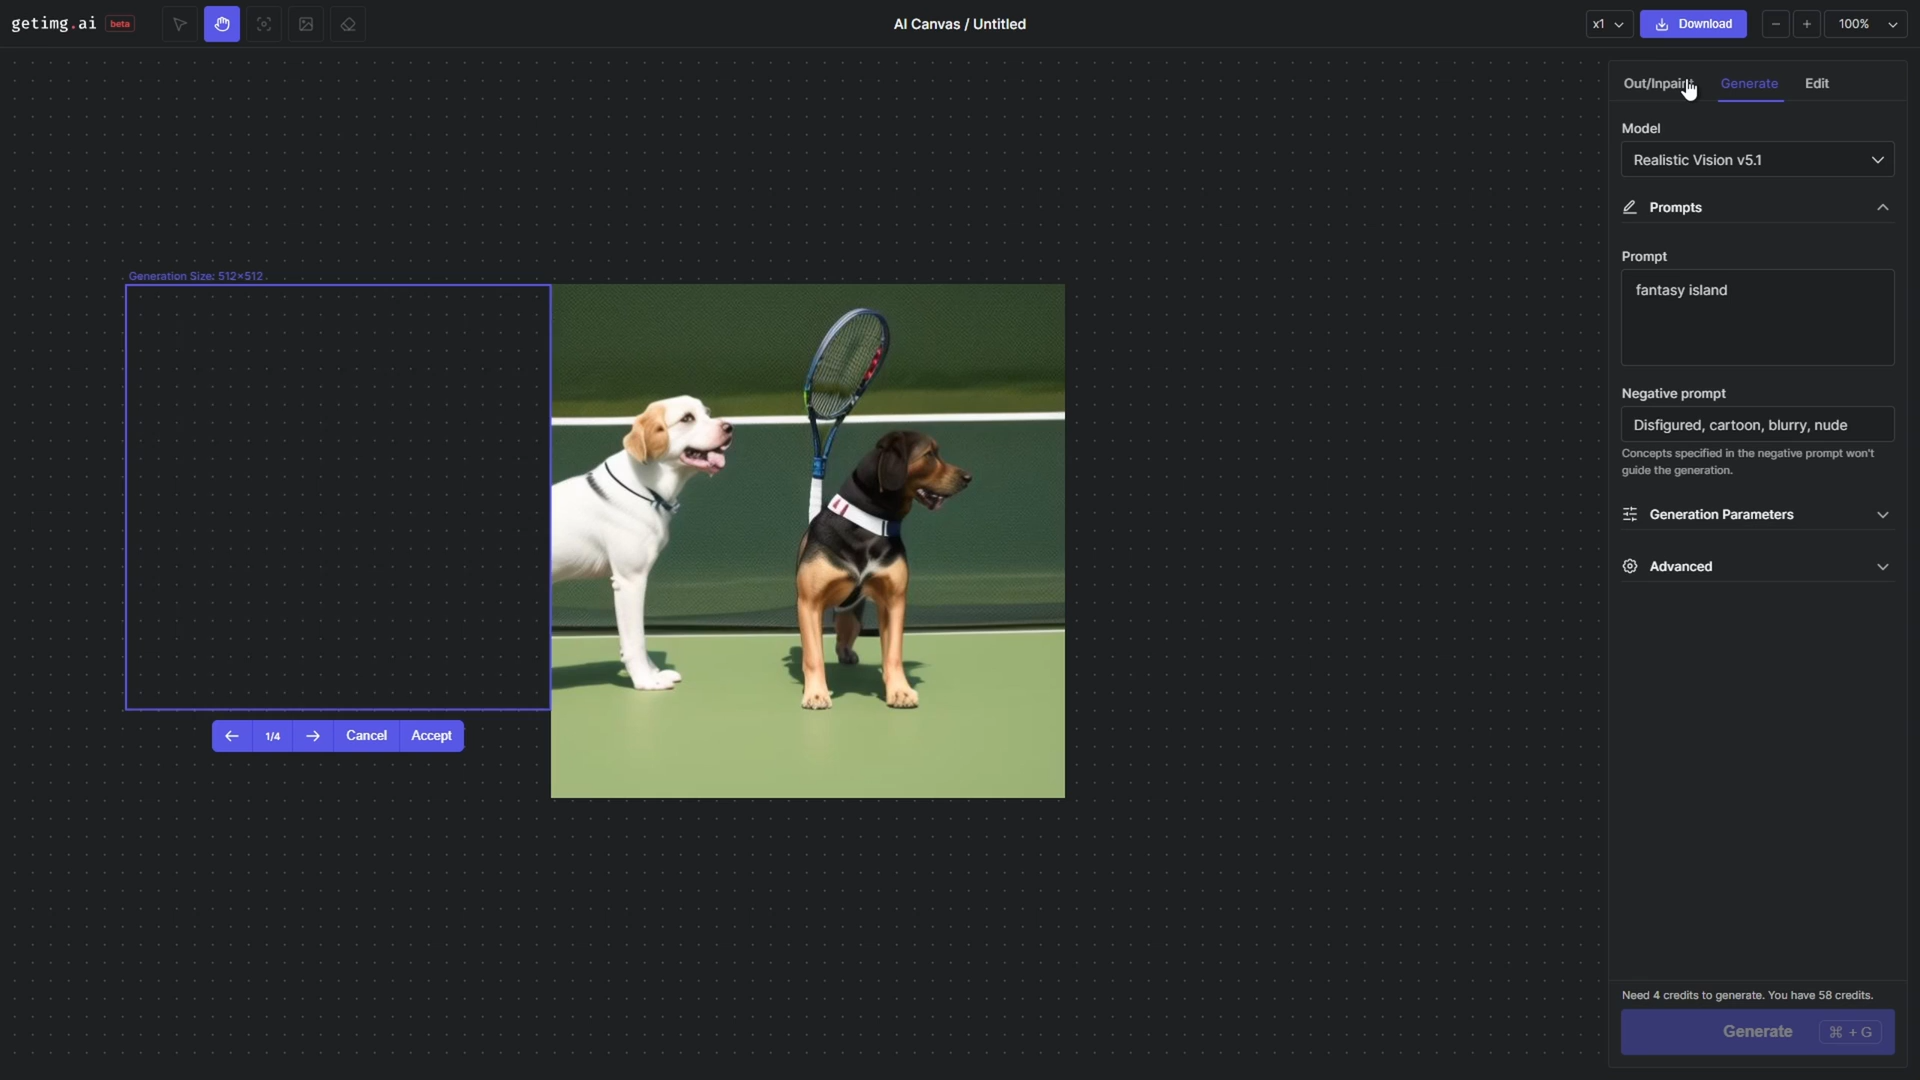 getimg.ai beta
AI Canvas / Untitled
x1
Download
100%
Out/Inpaint
Generate
Edit
Model
Realistic Vision v5.1
Prompts
Prompt
fantasy island
Negative prompt
Disfigured, cartoon, blurry, nude
Concepts specified in the negative prompt won't
guide the generation.
Generation Parameters
Advanced
Generation Size: 512×512
1/4
Cancel
Accept
Need 4 credits to generate. You have 58 credits.
Generate
⌘ + G